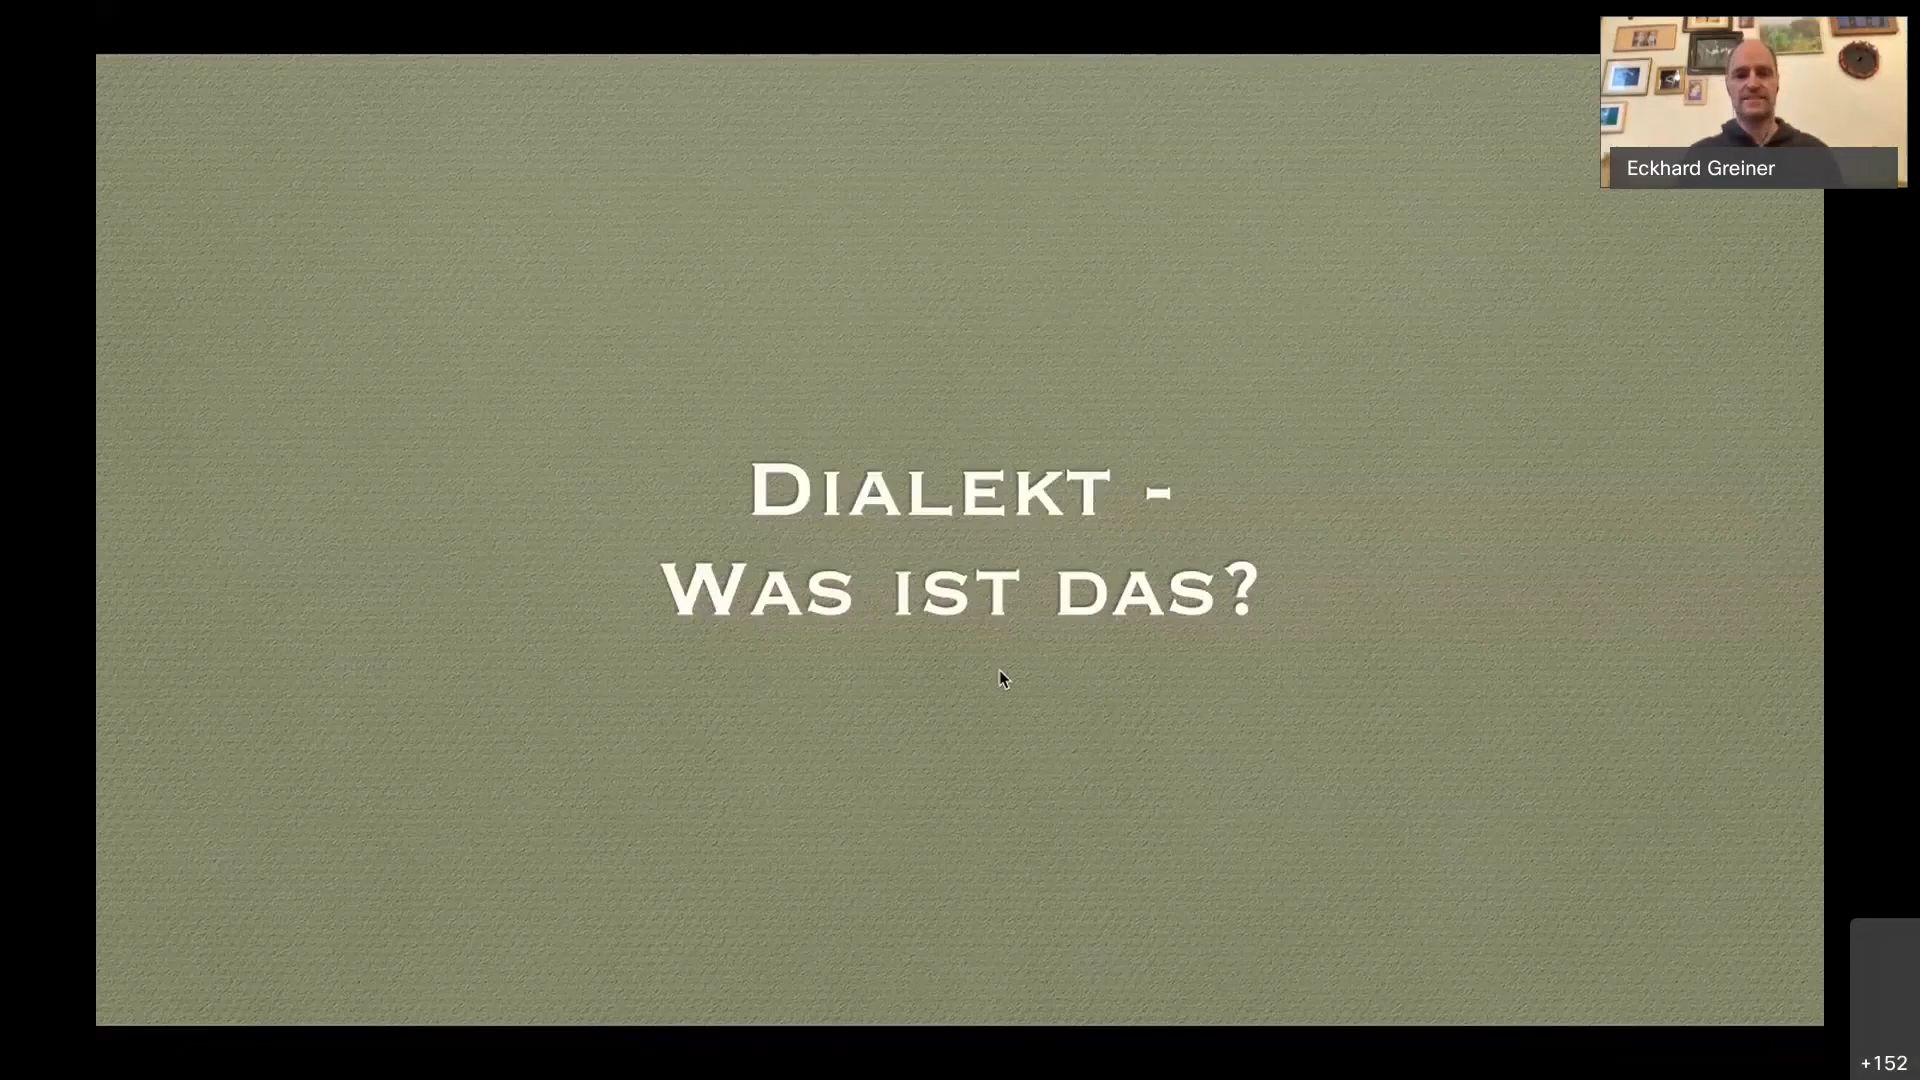 Eckhard Greiner
Dialekt -
Was ist das?
+152